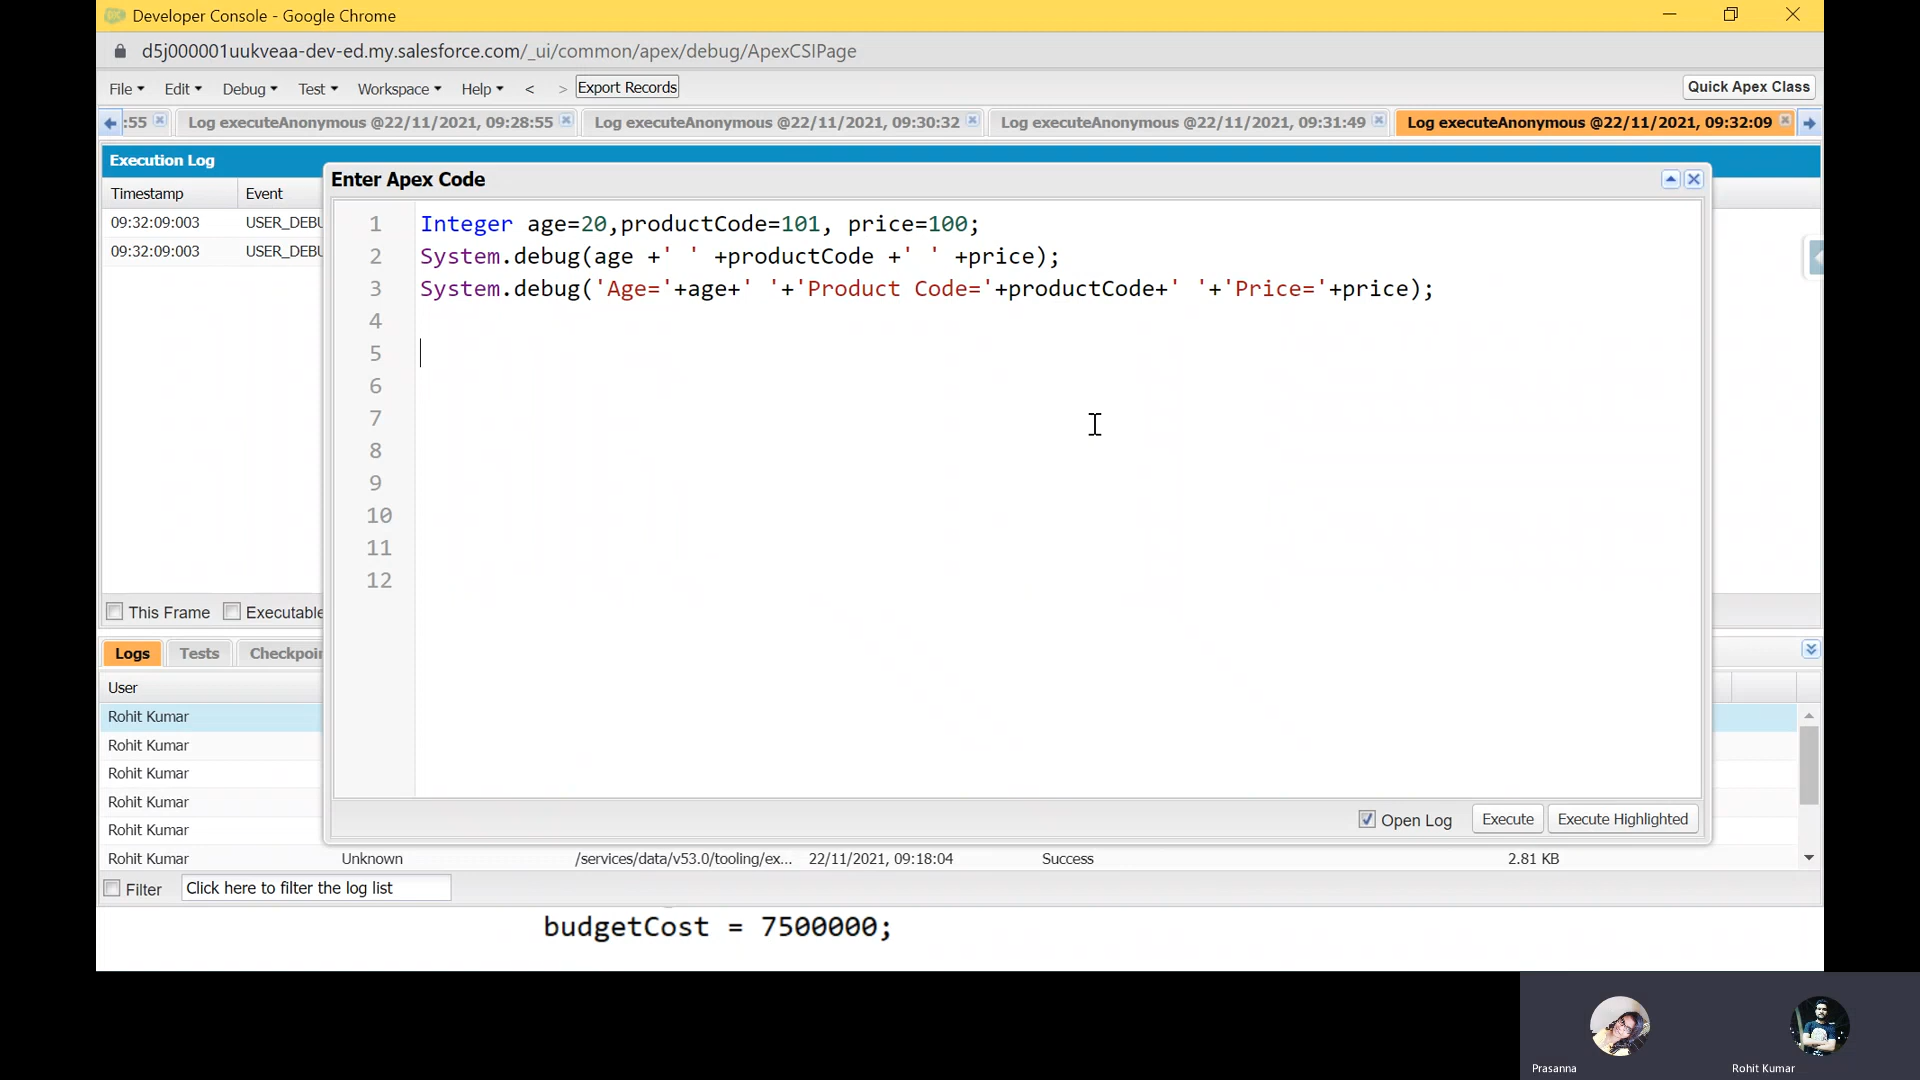 Developer Console - Google Chrome
d5j000001uukveaa-dev-ed.my.salesforce.com/_ui/common/apex/debug/ApexCSIPage
File Edit Debug Test Workspace Help < > Export Records Quick Apex Class
:55 Log executeAnonymous @22/11/2021, 09:28:55 Log executeAnonymous @22/11/2021, 09:30:32 Log executeAnonymous @22/11/2021, 09:31:49 Log executeAnonymous @22/11/2021, 09:32:09
Execution Log
Timestamp Event
09:32:09:003 USER_DEBU
09:32:09:003 USER_DEBU
Enter Apex Code
1 Integer age=20,productCode=101, price=100;
2 System.debug(age +' ' +productCode +' ' +price);
3 System.debug('Age='+age+' '+'Product Code='+productCode+' '+'Price='+price);
4
5
6
7
8
9
10
11
12
This Frame Executable
Open Log Execute Execute Highlighted
Logs Tests Checkpoin
User
Rohit Kumar
Rohit Kumar
Rohit Kumar
Rohit Kumar
Rohit Kumar
Rohit Kumar Unknown /services/data/v53.0/tooling/ex... 22/11/2021, 09:18:04 Success 2.81 KB
Filter Click here to filter the log list
budgetCost = 7500000;
Prasanna Rohit Kumar